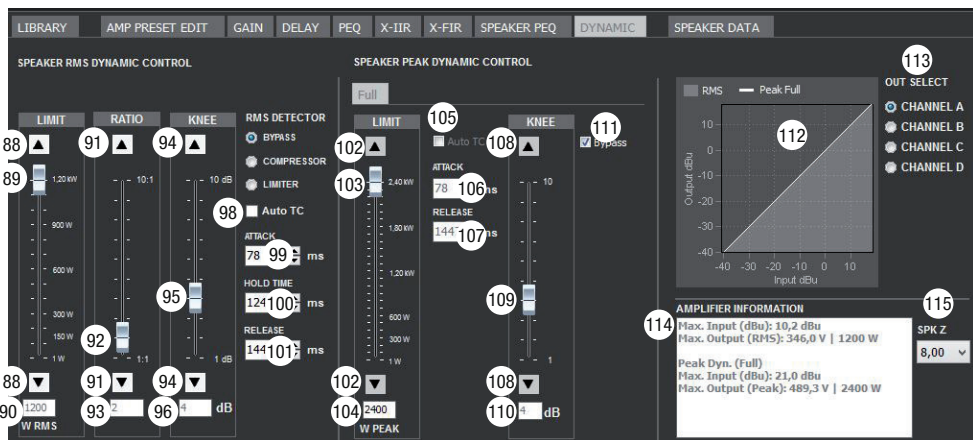 LIBRARY AMP PRESET EDIT GAIN DELAY PEQ X-IIR X-FIR SPEAKER PEQ DYNAMIC SPEAKER DATA
SPEAKER RMS DYNAMIC CONTROL
LIMIT RATIO KNEE
88 91 94
89
1,20 kW
900 W
600 W
300 W
150 W
1 W
10:1
92
1:1
10 dB
95
1 dB
88 91 94
90 1200 93 2 96 4 dB
W RMS
RMS DETECTOR
BYPASS
COMPRESSOR
LIMITER
98 Auto TC
ATTACK
78 99 ms
HOLD TIME
124 100 ms
RELEASE
144 101 ms
SPEAKER PEAK DYNAMIC CONTROL
Full
LIMIT
102
103
2,40 kW
1,80 kW
1,20 kW
600 W
300 W
1 W
102
104 2400
W PEAK
105
Auto TC
ATTACK
78 106 ms
RELEASE
144 107 ms
KNEE
108
10
109
1
108
110 4 dB
111
Bypass
RMS Peak Full
112
Output dBu
10
0
-10
-20
-30
-40
-40 -30 -20 -10 0 10
Input dBu
113
OUT SELECT
CHANNEL A
CHANNEL B
CHANNEL C
CHANNEL D
AMPLIFIER INFORMATION
114
Max. Input (dBu): 10,2 dBu
Max. Output (RMS): 346,0 V | 1200 W
Peak Dyn. (Full)
Max. Input (dBu): 21,0 dBu
Max. Output (Peak): 489,3 V | 2400 W
115
SPK Z
8,00